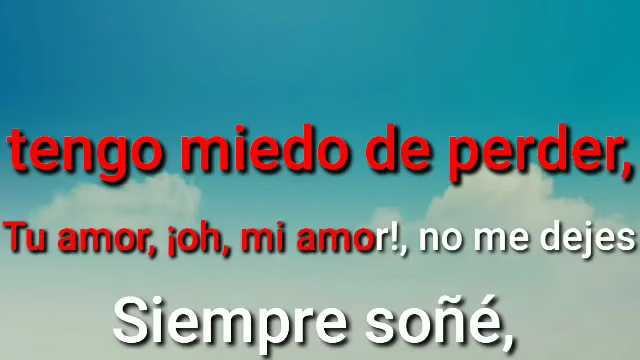 tengo miedo de perder,
Tu amor, ¡oh, mi amor!, no me dejes
Siempre soñé,